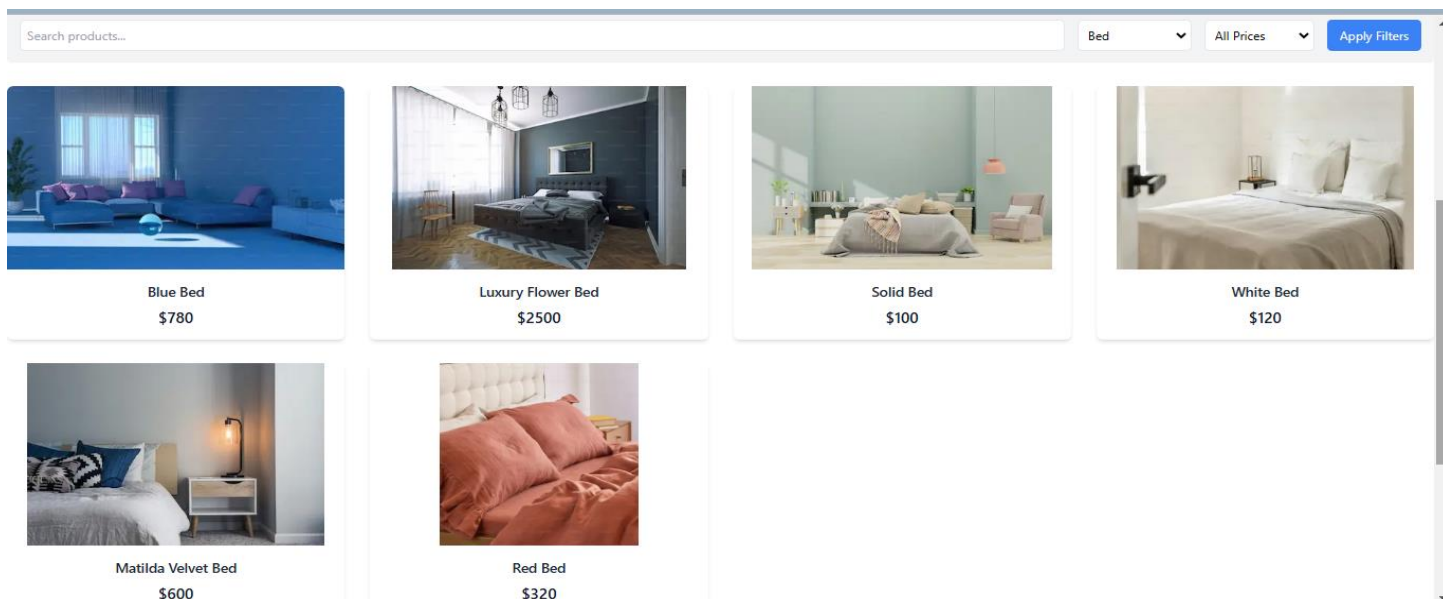 Search products...
Bed
All Prices
Apply Filters
Blue Bed
$780
Luxury Flower Bed
$2500
Solid Bed
$100
White Bed
$120
Matilda Velvet Bed
$600
Red Bed
$320